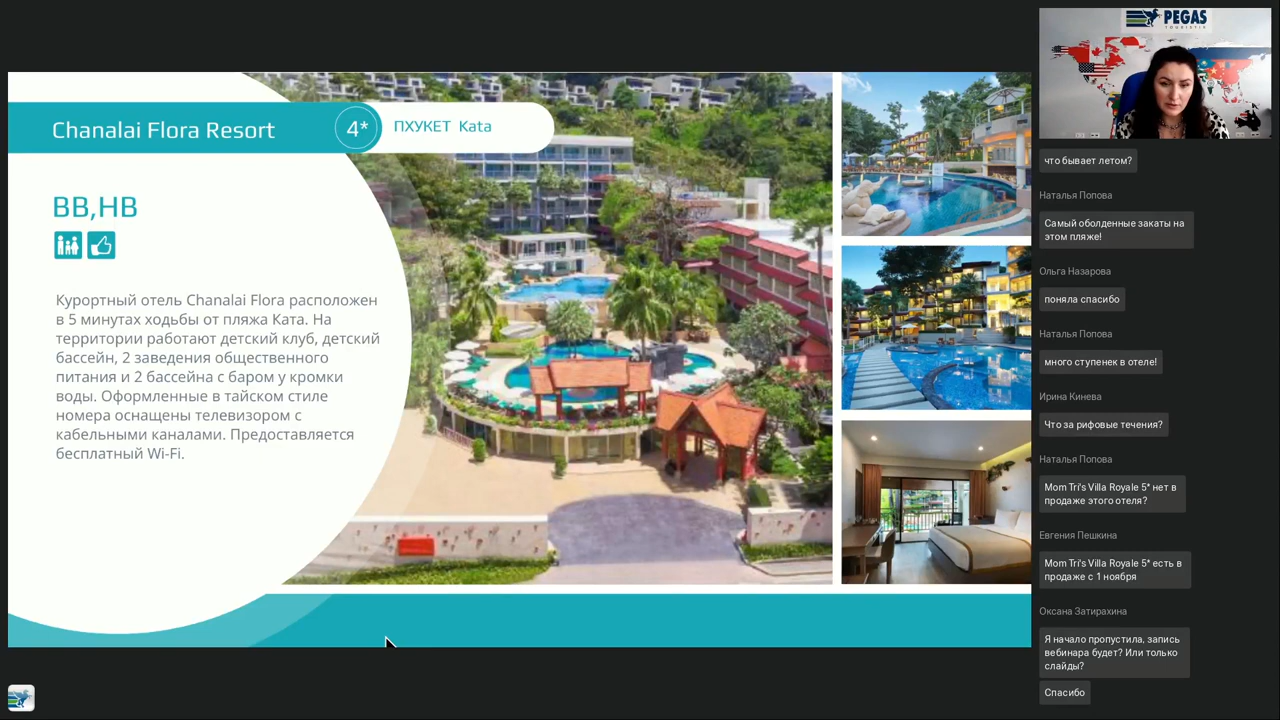 PEGAS
TOURISTIK
Chanalai Flora Resort
4*
ПХУКЕТ Kata
BB,HB
Курортный отель Chanalai Flora расположен
в 5 минутах ходьбы от пляжа Ката. На
территории работают детский клуб, детский
бассейн, 2 заведения общественного
питания и 2 бассейна с баром у кромки
воды. Оформленные в тайском стиле
номера оснащены телевизором с
кабельными каналами. Предоставляется
бесплатный Wi-Fi.
что бывает летом?
Наталья Попова
Самый оболденные закаты на
этом пляже!
Ольга Назарова
поняла спасибо
Наталья Попова
много ступенек в отеле!
Ирина Кинева
Что за рифовые течения?
Наталья Попова
Mom Tri's Villa Royale 5* нет в
продаже этого отеля?
Евгения Пешкина
Mom Tri's Villa Royale 5* есть в
продаже с 1 ноября
Оксана Затирахина
Я начало пропустила, запись
вебинара будет? Или только
слайды?
Спасибо